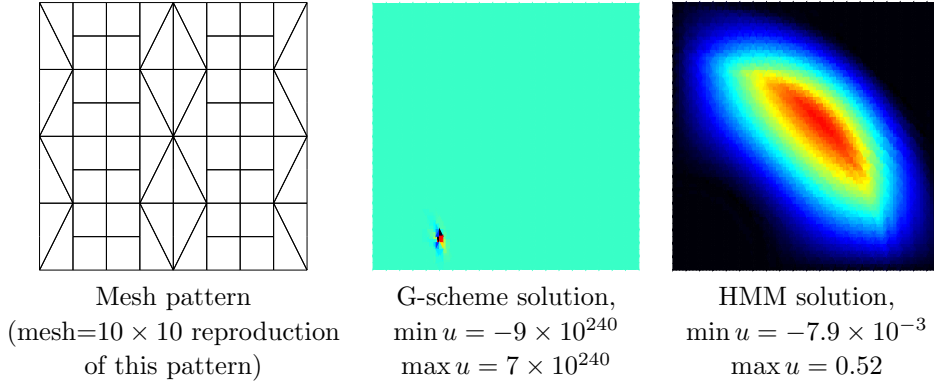 Mesh pattern
(mesh=10 × 10 reproduction
of this pattern)
G-scheme solution,
min u = −9 × 10^240
max u = 7 × 10^240
HMM solution,
min u = −7.9 × 10^−3
max u = 0.52